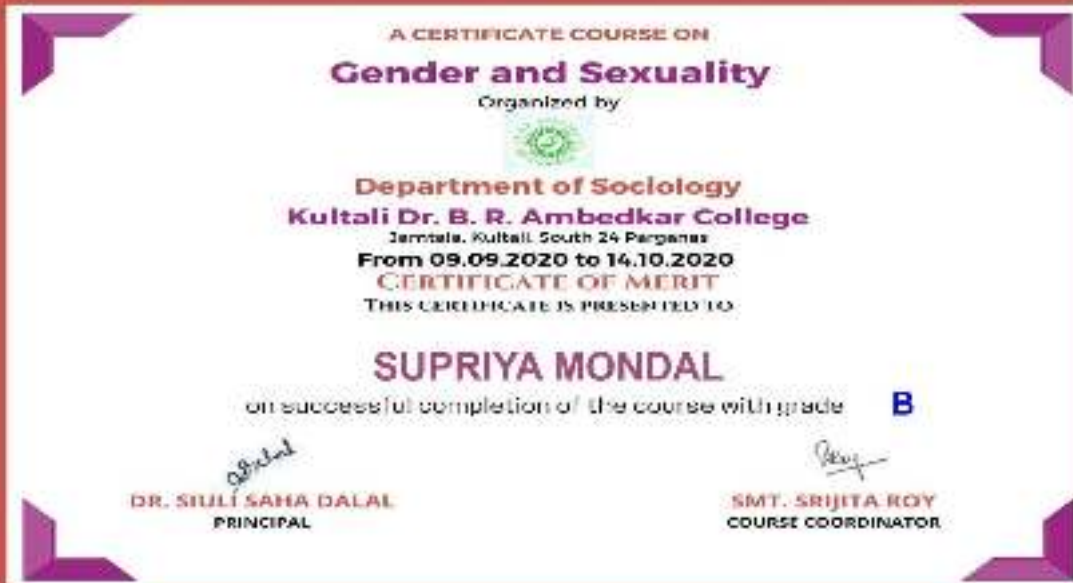 A CERTIFICATE COURSE ON
Gender and Sexuality
Organized by
Department of Sociology
Kultali Dr. B. R. Ambedkar College
Jamtala, Kultali, South 24 Parganas
From 09.09.2020 to 14.10.2020
CERTIFICATE OF MERIT
THIS CERTIFICATE IS PRESENTED TO
SUPRIYA MONDAL
on successful completion of the course with grade B
DR. SIULI SAHA DALAL
PRINCIPAL
SMT. SRIJITA ROY
COURSE COORDINATOR